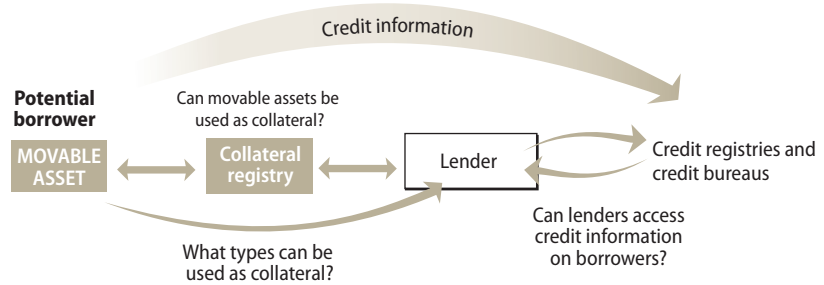 Credit information
Potential
borrower
Can movable assets be
used as collateral?
MOVABLE
ASSET
Collateral
registry
Lender
Credit registries and
credit bureaus
What types can be
used as collateral?
Can lenders access
credit information
on borrowers?